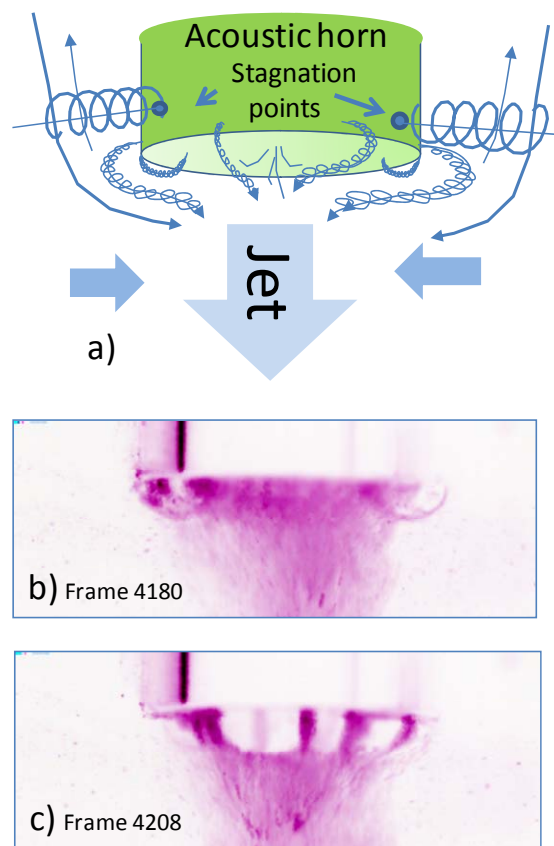 Acoustic horn
Stagnation
points
Jet
a)
b) Frame 4180
c) Frame 4208